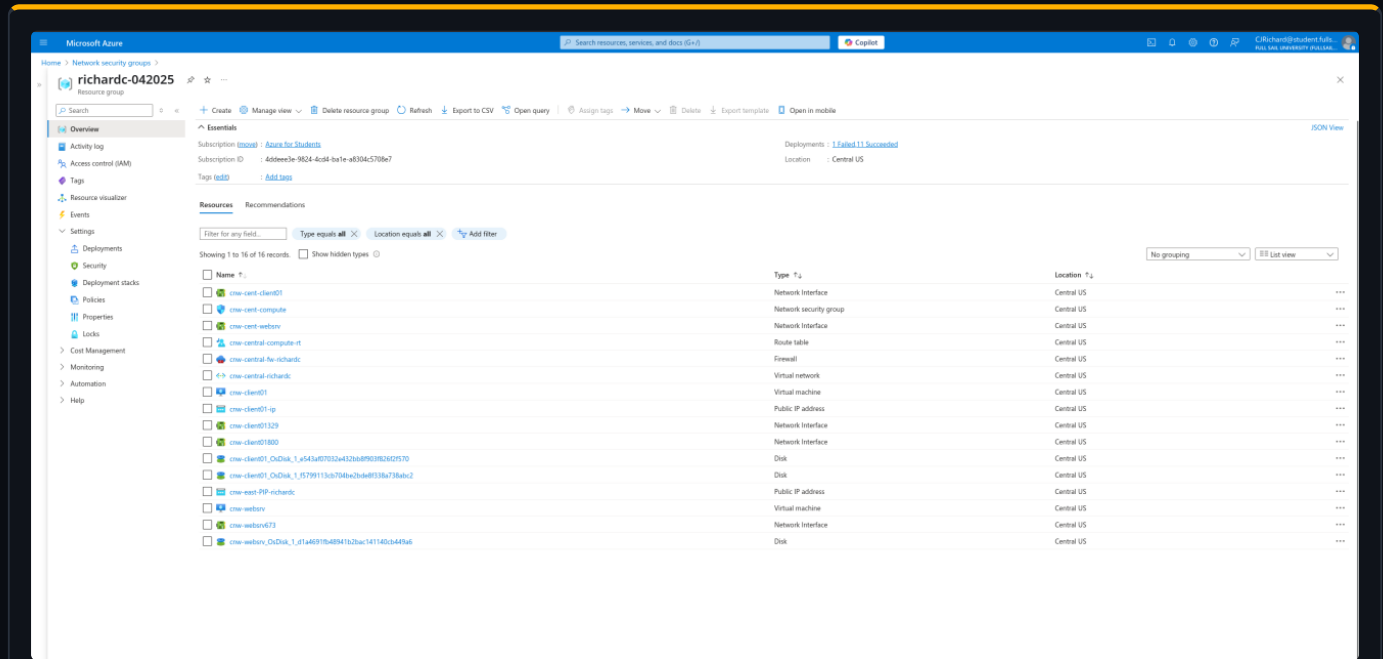 Microsoft Azure
Search resources, services, and docs (G+/)
Copilot
CJRichard@student.fulls...
FULL SAIL UNIVERSITY (FULLSAIL...
Home > Network security groups >
richardc-042025
Resource group
Search
Create Manage view Delete resource group Refresh Export to CSV Open query Assign tags Move Delete Export template Open in mobile
Overview
Activity log
Access control (IAM)
Tags
Resource visualizer
Events
Settings
Deployments
Security
Deployment stacks
Policies
Properties
Locks
Cost Management
Monitoring
Automation
Help
Essentials
JSON View
Subscription (move) : Azure for Students
Deployments : 1 Failed,11 Succeeded
Subscription ID : 4ddeee3e-9824-4cd4-ba1e-a8304c5708e7
Location : Central US
Tags (edit) : Add tags
Resources Recommendations
Filter for any field... Type equals all Location equals all Add filter
Showing 1 to 16 of 16 records. Show hidden types
No grouping List view
Name Type Location
cnw-cent-client01 Network Interface Central US
cnw-cent-compute Network security group Central US
cnw-cent-websrv Network Interface Central US
cnw-central-compute-rt Route table Central US
cnw-central-fw-richardc Firewall Central US
cnw-central-richardc Virtual network Central US
cnw-client01 Virtual machine Central US
cnw-client01-ip Public IP address Central US
cnw-client01329 Network Interface Central US
cnw-client01800 Network Interface Central US
cnw-client01_OsDisk_1_a543af07032e432bb8f903f826f2f570 Disk Central US
cnw-client01_OsDisk_1_f5799113cb704be2bde8f338a738abc2 Disk Central US
cnw-east-PIP-richardc Public IP address Central US
cnw-websrv Virtual machine Central US
cnw-websrv673 Network Interface Central US
cnw-websrv_OsDisk_1_d1a4691fb48941b2bac141140cb449a6 Disk Central US